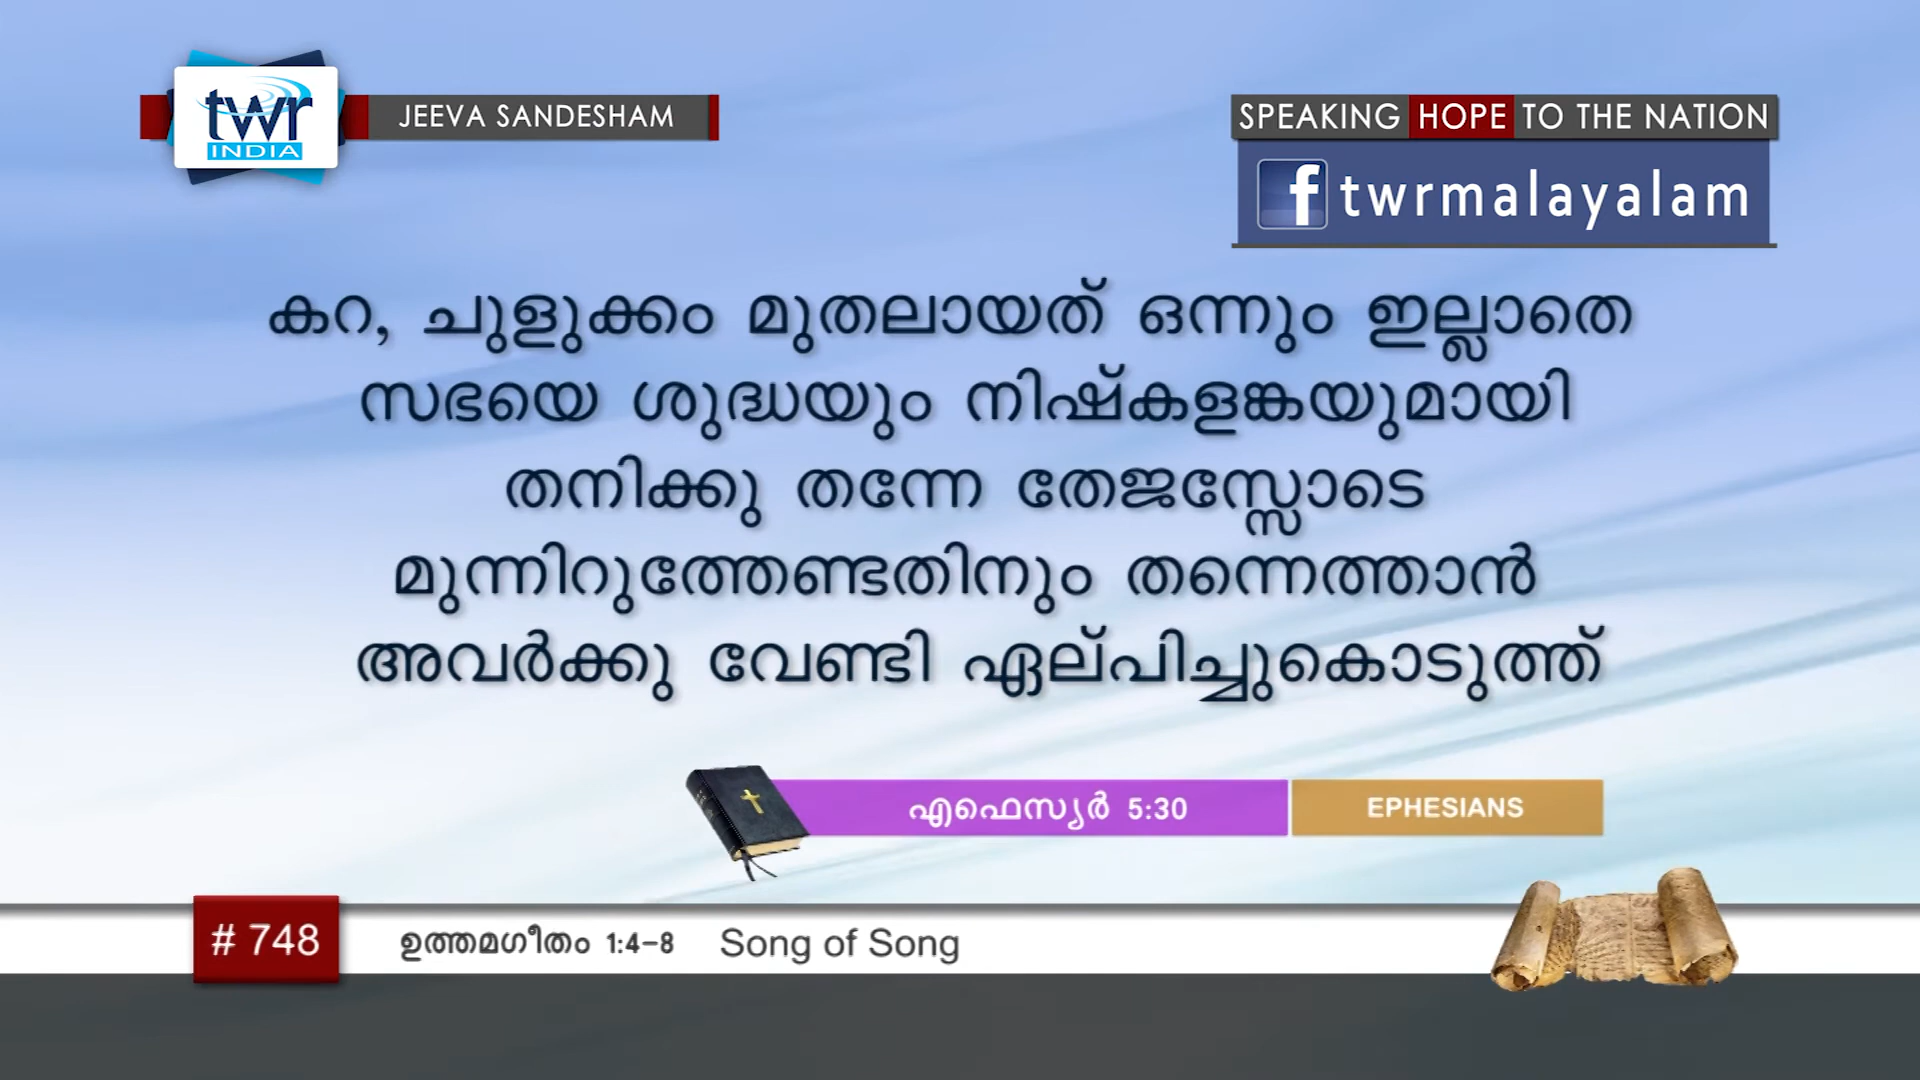 twr
INDIA
JEEVA SANDESHAM
SPEAKING HOPE TO THE NATION
f twrmalayalam
കറ, ചുളുക്കം മുതലായത് ഒന്നും ഇല്ലാതെ
സഭയെ ശുദ്ധയും നിഷ്കളങ്കയുമായി
തനിക്കു തന്നേ തേജസ്സോടെ
മുന്നിറുത്തേണ്ടതിനും തന്നെത്താൻ
അവർക്കു വേണ്ടി ഏല്പിച്ചുകൊടുത്ത്
എഫെസ്യർ 5:30
EPHESIANS
# 748
ഉത്തമഗീതം 1:4-8 Song of Song